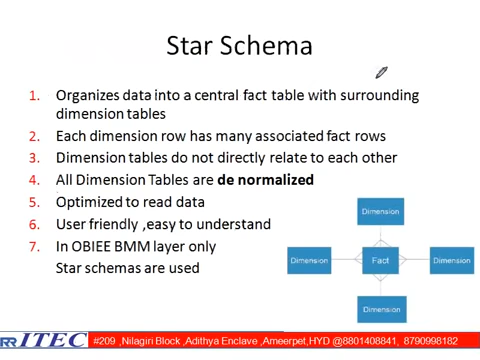 Star Schema
1. Organizes data into a central fact table with surrounding
dimension tables
2. Each dimension row has many associated fact rows
3. Dimension tables do not directly relate to each other
4. All Dimension Tables are de normalized
5. Optimized to read data
6. User friendly ,easy to understand
7. In OBIEE BMM layer only
Star schemas are used
Dimension
Dimension
Fact
Dimension
Dimension
RR ITEC
#209 ,Nilagiri Block ,Adithya Enclave ,Ameerpet,HYD @8801408841, 8790998182